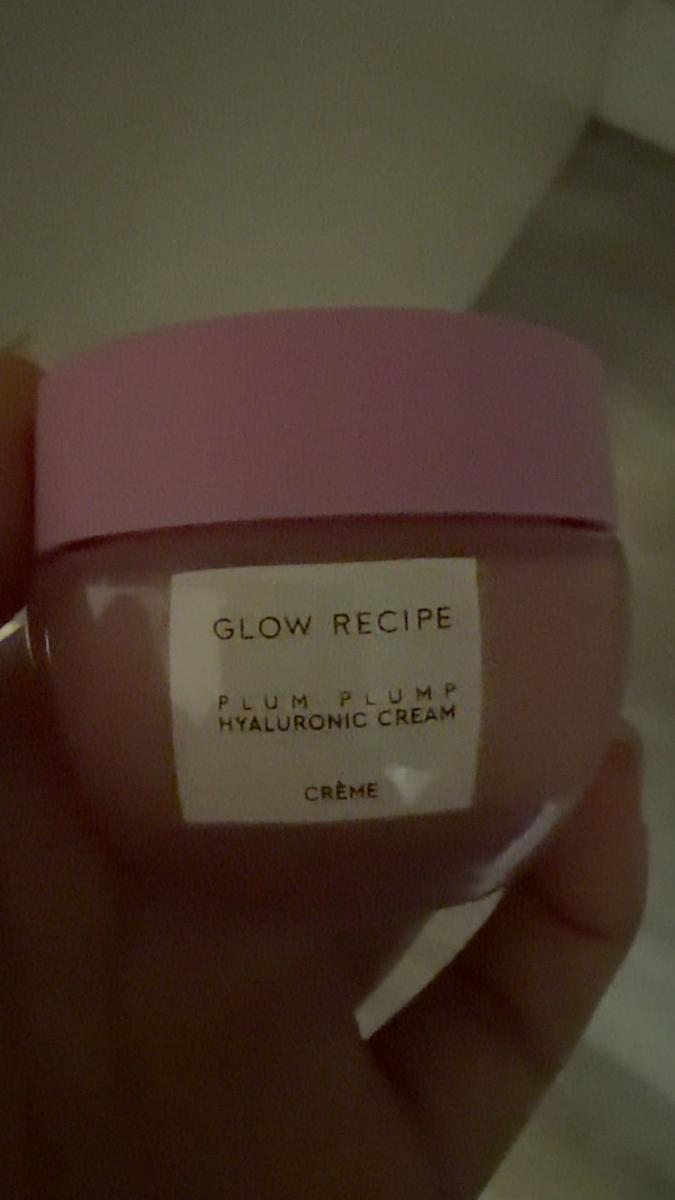 GLOW RECIPE
PLUM PLUMP
HYALURONIC CREAM
CRÈME